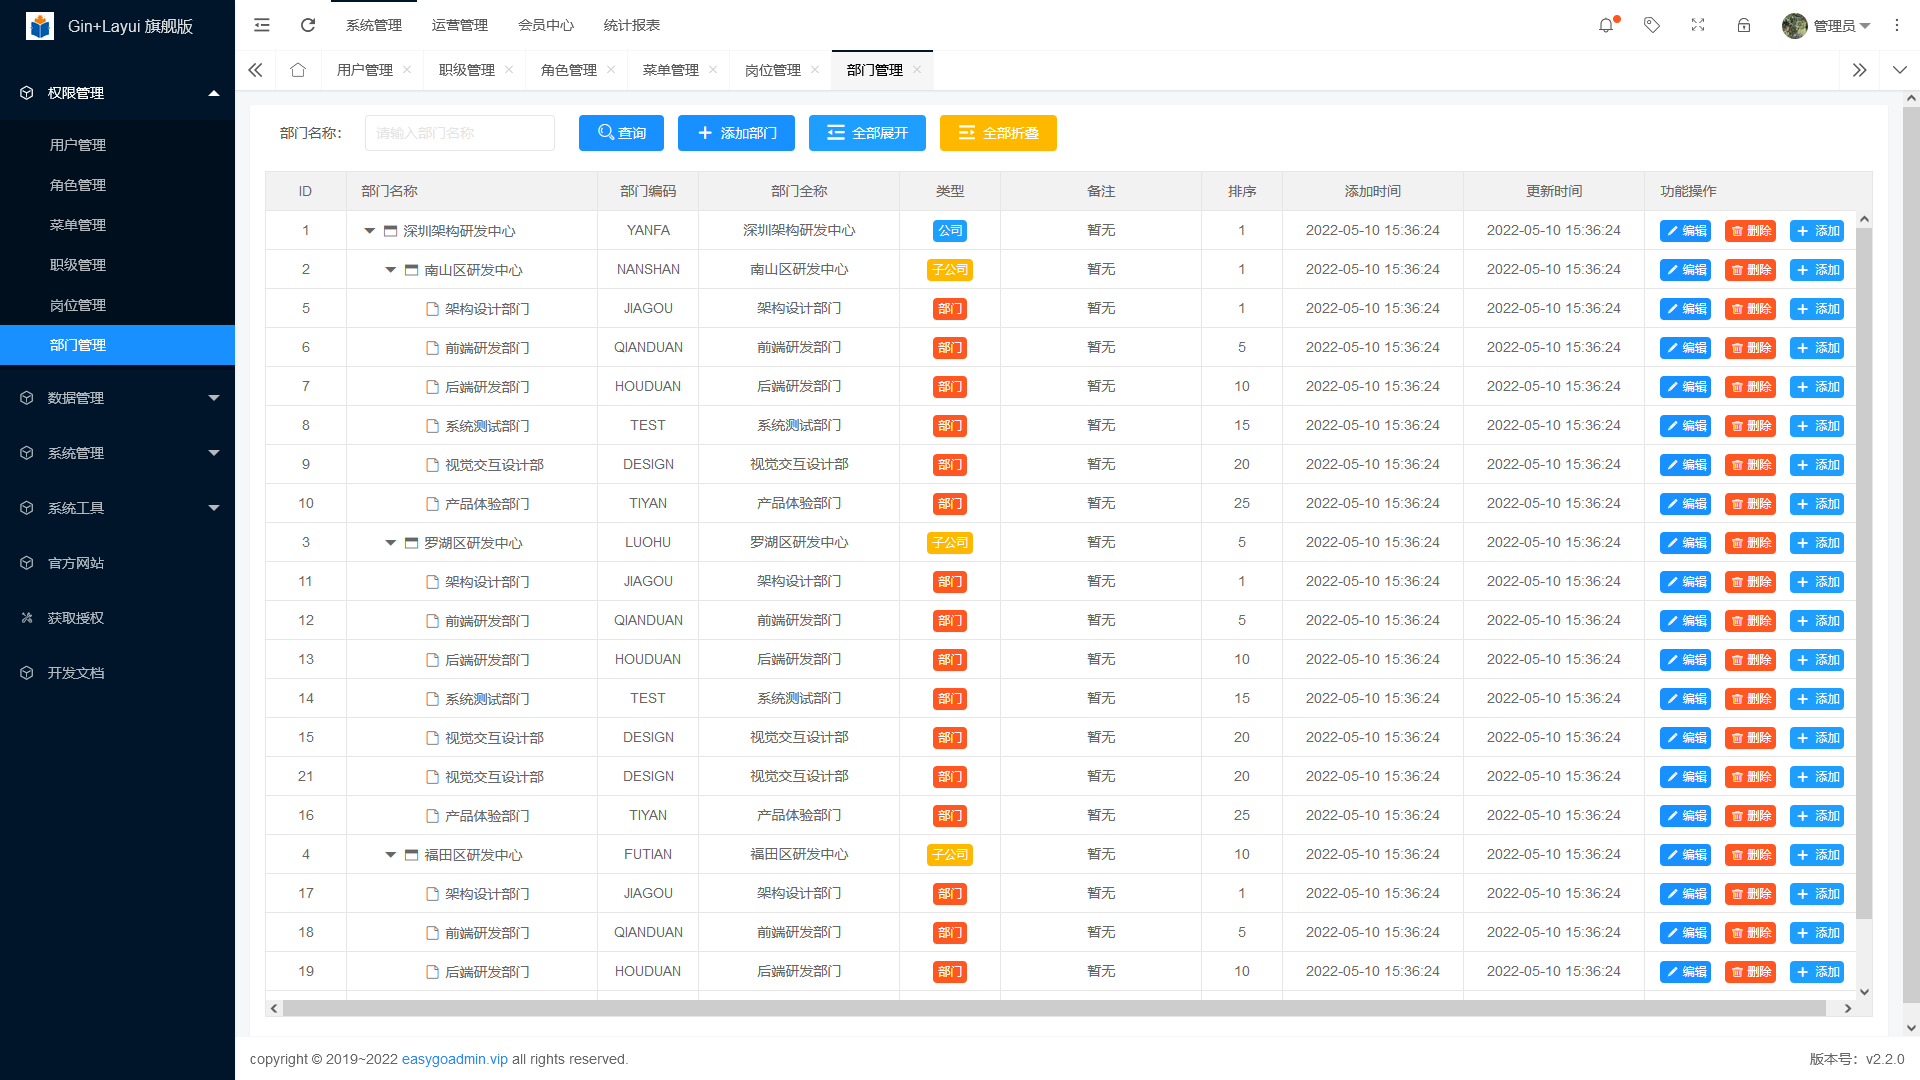 Gin+Layui 旗舰版
系统管理 运营管理 会员中心 统计报表 管理员
用户管理 职级管理 角色管理 菜单管理 岗位管理 部门管理
权限管理
用户管理
角色管理
菜单管理
职级管理
岗位管理
部门管理
数据管理
系统管理
系统工具
官方网站
获取授权
开发文档
部门名称： 请输入部门名称 查询 添加部门 全部展开 全部折叠
ID 部门名称 部门编码 部门全称 类型 备注 排序 添加时间 更新时间 功能操作
1 深圳架构研发中心 YANFA 深圳架构研发中心 公司 暂无 1 2022-05-10 15:36:24 2022-05-10 15:36:24 编辑 删除 添加
2 南山区研发中心 NANSHAN 南山区研发中心 子公司 暂无 1 2022-05-10 15:36:24 2022-05-10 15:36:24 编辑 删除 添加
5 架构设计部门 JIAGOU 架构设计部门 部门 暂无 1 2022-05-10 15:36:24 2022-05-10 15:36:24 编辑 删除 添加
6 前端研发部门 QIANDUAN 前端研发部门 部门 暂无 5 2022-05-10 15:36:24 2022-05-10 15:36:24 编辑 删除 添加
7 后端研发部门 HOUDUAN 后端研发部门 部门 暂无 10 2022-05-10 15:36:24 2022-05-10 15:36:24 编辑 删除 添加
8 系统测试部门 TEST 系统测试部门 部门 暂无 15 2022-05-10 15:36:24 2022-05-10 15:36:24 编辑 删除 添加
9 视觉交互设计部 DESIGN 视觉交互设计部 部门 暂无 20 2022-05-10 15:36:24 2022-05-10 15:36:24 编辑 删除 添加
10 产品体验部门 TIYAN 产品体验部门 部门 暂无 25 2022-05-10 15:36:24 2022-05-10 15:36:24 编辑 删除 添加
3 罗湖区研发中心 LUOHU 罗湖区研发中心 子公司 暂无 5 2022-05-10 15:36:24 2022-05-10 15:36:24 编辑 删除 添加
11 架构设计部门 JIAGOU 架构设计部门 部门 暂无 1 2022-05-10 15:36:24 2022-05-10 15:36:24 编辑 删除 添加
12 前端研发部门 QIANDUAN 前端研发部门 部门 暂无 5 2022-05-10 15:36:24 2022-05-10 15:36:24 编辑 删除 添加
13 后端研发部门 HOUDUAN 后端研发部门 部门 暂无 10 2022-05-10 15:36:24 2022-05-10 15:36:24 编辑 删除 添加
14 系统测试部门 TEST 系统测试部门 部门 暂无 15 2022-05-10 15:36:24 2022-05-10 15:36:24 编辑 删除 添加
15 视觉交互设计部 DESIGN 视觉交互设计部 部门 暂无 20 2022-05-10 15:36:24 2022-05-10 15:36:24 编辑 删除 添加
21 视觉交互设计部 DESIGN 视觉交互设计部 部门 暂无 20 2022-05-10 15:36:24 2022-05-10 15:36:24 编辑 删除 添加
16 产品体验部门 TIYAN 产品体验部门 部门 暂无 25 2022-05-10 15:36:24 2022-05-10 15:36:24 编辑 删除 添加
4 福田区研发中心 FUTIAN 福田区研发中心 子公司 暂无 10 2022-05-10 15:36:24 2022-05-10 15:36:24 编辑 删除 添加
17 架构设计部门 JIAGOU 架构设计部门 部门 暂无 1 2022-05-10 15:36:24 2022-05-10 15:36:24 编辑 删除 添加
18 前端研发部门 QIANDUAN 前端研发部门 部门 暂无 5 2022-05-10 15:36:24 2022-05-10 15:36:24 编辑 删除 添加
19 后端研发部门 HOUDUAN 后端研发部门 部门 暂无 10 2022-05-10 15:36:24 2022-05-10 15:36:24 编辑 删除 添加
copyright © 2019~2022 easygoadmin.vip all rights reserved. 版本号：v2.2.0